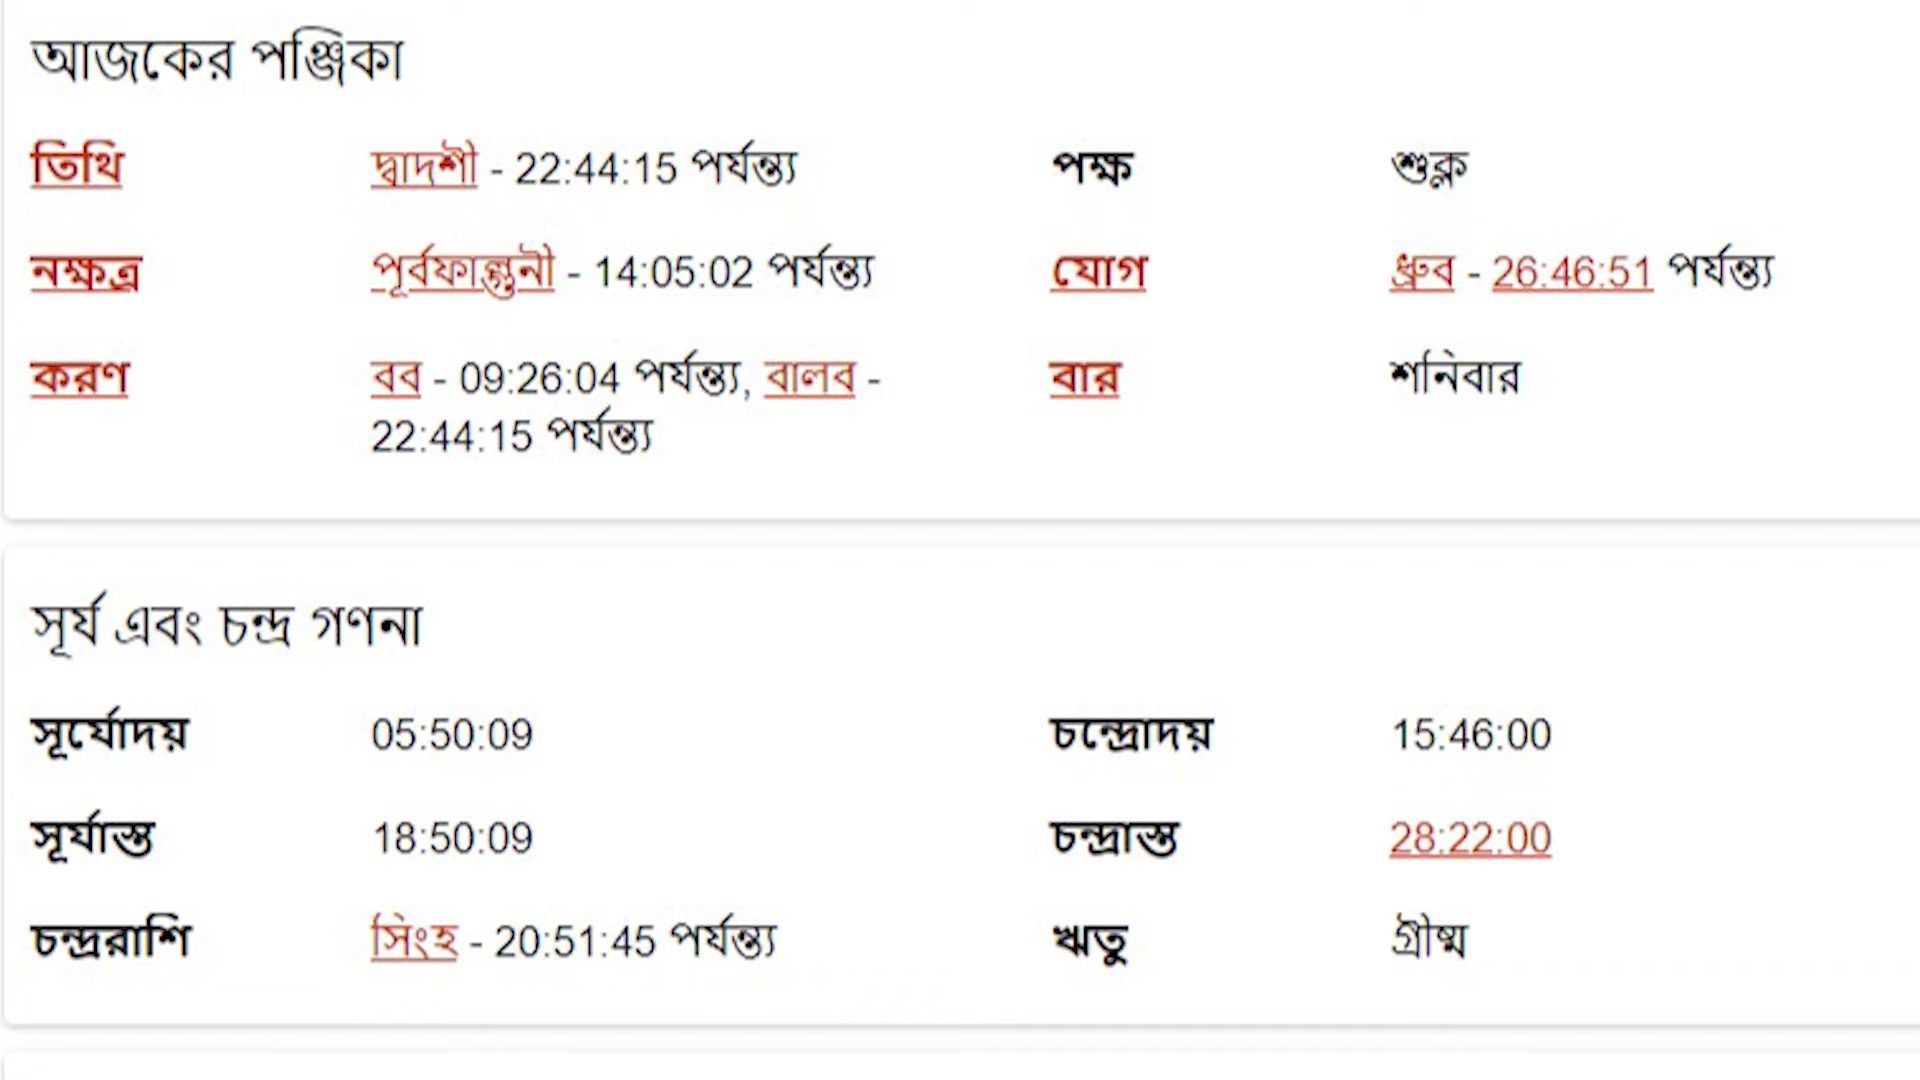 আজকের পঞ্জিকা
তিথি দ্বাদশী - 22:44:15 পর্যন্ত্য পক্ষ শুক্ল
নক্ষত্র পূর্বফাল্গুনী - 14:05:02 পর্যন্ত্য যোগ ধ্রুব - 26:46:51 পর্যন্ত্য
করণ বব - 09:26:04 পর্যন্ত্য, বালব - বার শনিবার
22:44:15 পর্যন্ত্য
সূর্য এবং চন্দ্র গণনা
সূর্যোদয় 05:50:09 চন্দ্রোদয় 15:46:00
সূর্যাস্ত 18:50:09 চন্দ্রাস্ত 28:22:00
চন্দ্ররাশি সিংহ - 20:51:45 পর্যন্ত্য ঋতু গ্রীষ্ম